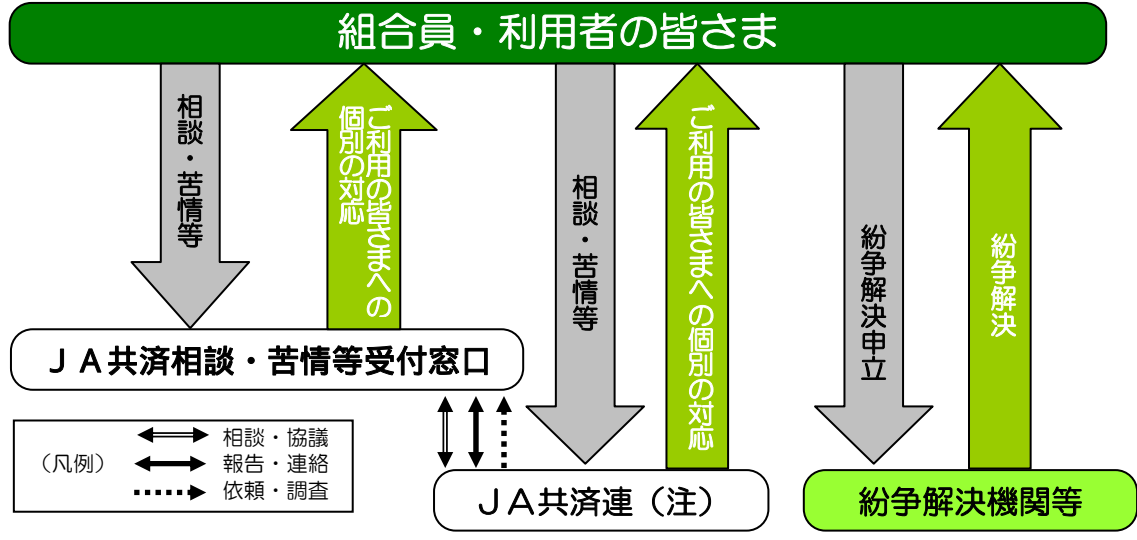 組合員・利用者の皆さま
相談・苦情等
ご利用の皆さまへの
個別の対応
相談・苦情等
ご利用の皆さまへの個別の対応
紛争解決申立
紛争解決
ＪＡ共済相談・苦情等受付窓口
（凡例）
相談・協議
報告・連絡
依頼・調査
ＪＡ共済連（注）
紛争解決機関等